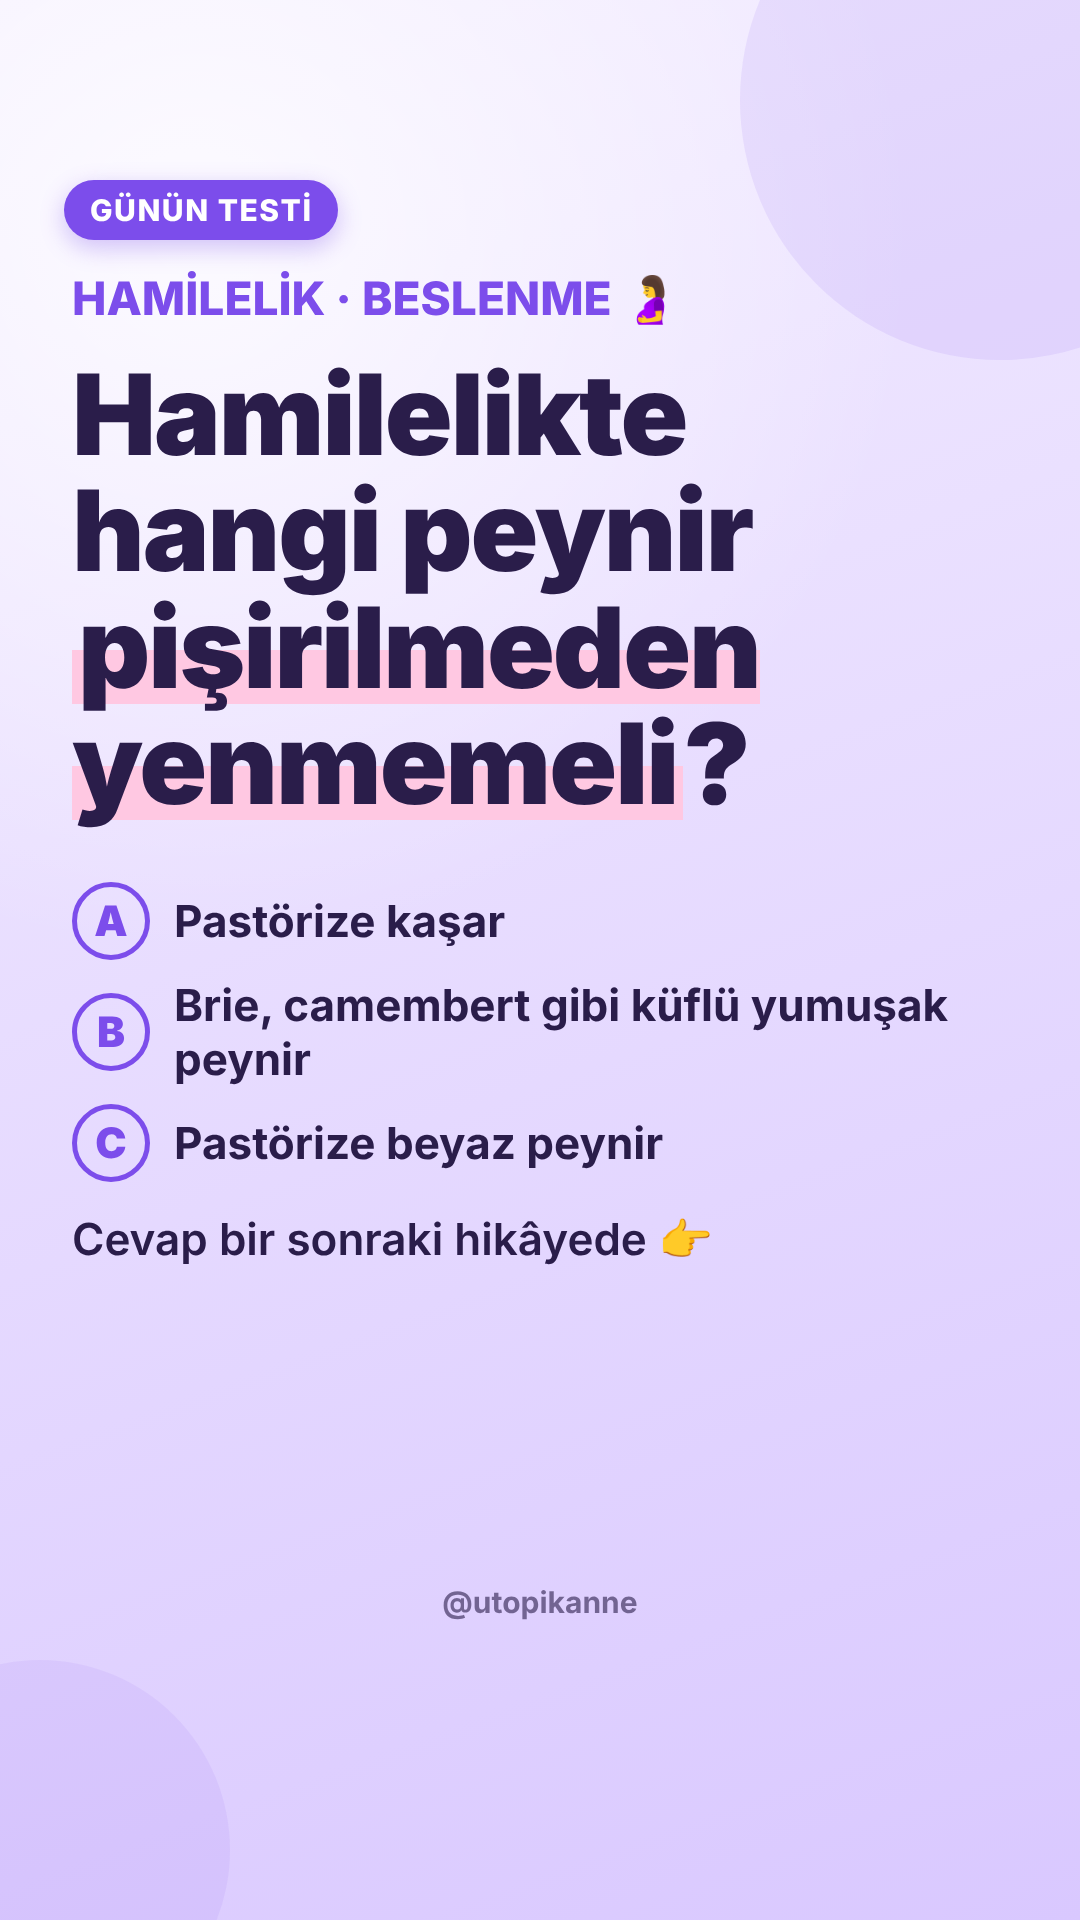 GÜNÜN TESTİ
HAMİLELİK · BESLENME 🤰
Hamilelikte
hangi peynir
pişirilmeden
yenmemeli?
A Pastörize kaşar
B Brie, camembert gibi küflü yumuşak
peynir
C Pastörize beyaz peynir
Cevap bir sonraki hikâyede 👉
@utopikanne